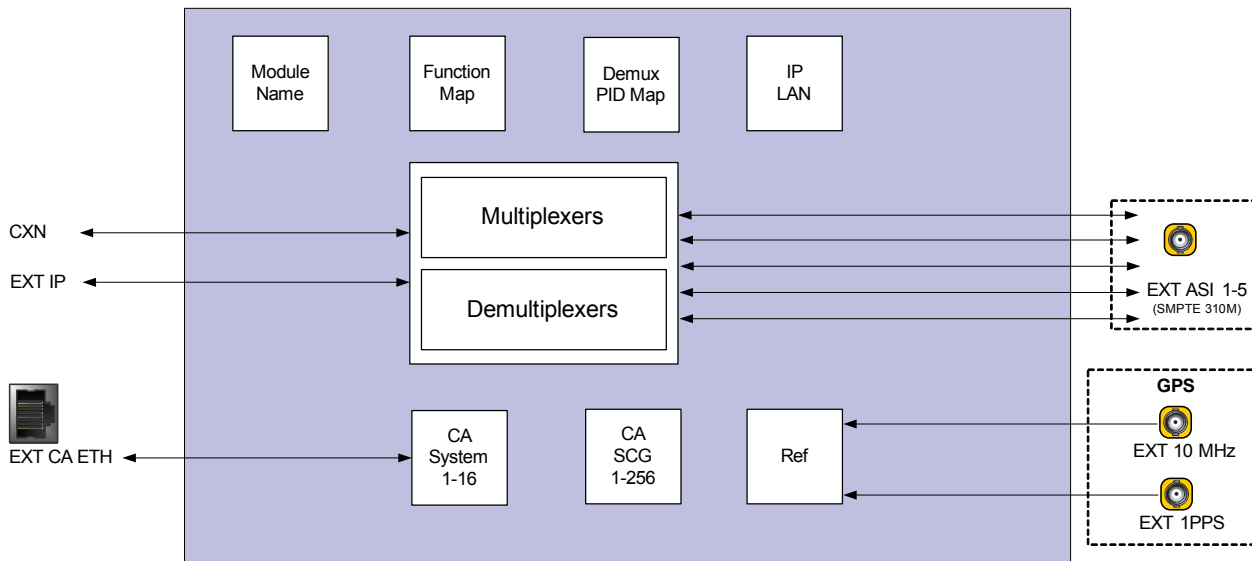 Module
Name
Function
Map
Demux
PID Map
IP
LAN
Multiplexers
Demultiplexers
CXN
EXT IP
EXT ASI 1-5
(SMPTE 310M)
EXT CA ETH
CA
System
1-16
CA
SCG
1-256
Ref
GPS
EXT 10 MHz
EXT 1PPS